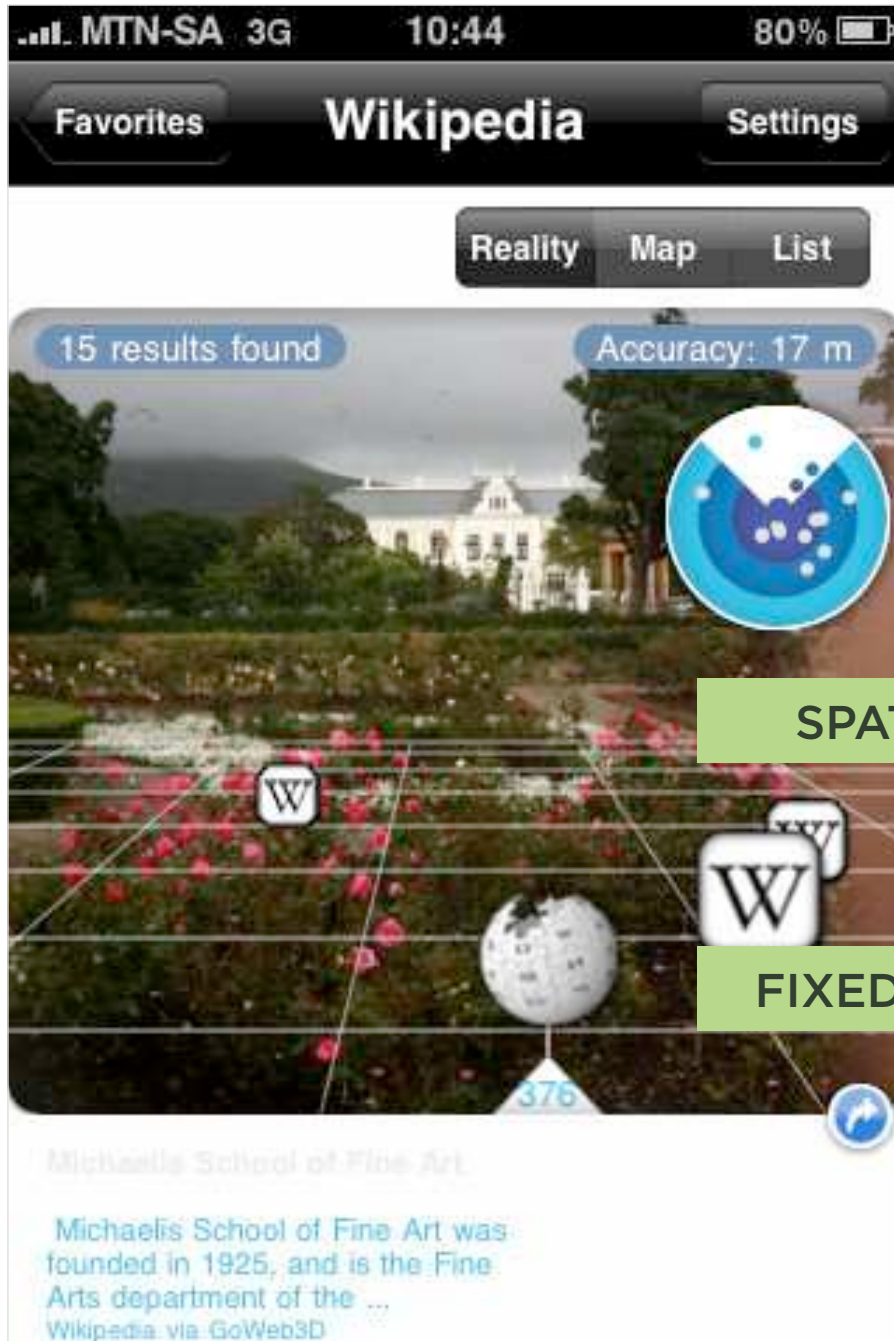 MTN-SA 3G 10:44 80%
Favorites Wikipedia Settings
Reality Map List
15 results found Accuracy: 17 m
SPAT
W
W
W
FIXED
376
Michaelis School of Fine Art
Michaelis School of Fine Art was
founded in 1925, and is the Fine
Arts department of the ...
Wikipedia via GoWeb3D